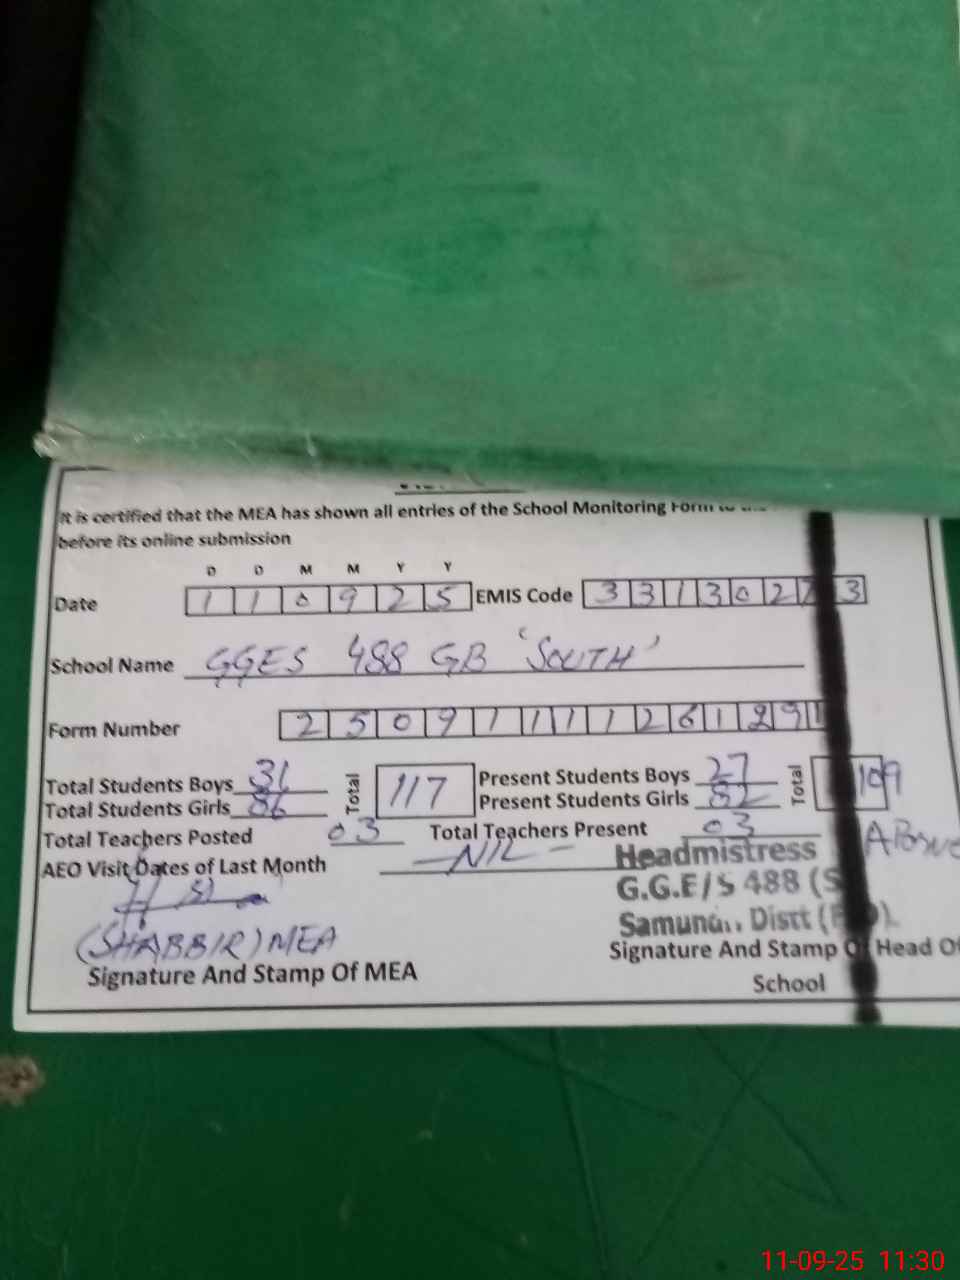 It is certified that the MEA has shown all entries of the School Monitoring Form to
before its online submission
D D M M Y Y
Date 1 1 0 9 2 5 EMIS Code 3 3 1 3 0 2 7 3
School Name GGES 488 GB 'SOUTH'
Form Number 2 5 0 9 1 1 1 1 2 6 1 2 9
Total Students Boys 31 Total 117 Present Students Boys 27 Total 109
Total Students Girls 86 Present Students Girls 82
Total Teachers Posted 03 Total Teachers Present 03
AEO Visit Dates of Last Month - NIL -
Headmistress
G.G.E/S 488 (S
Distt
(SHABBIR) MEA
Signature And Stamp Of MEA
Signature And Stamp Of Head Of
School
11-09-25 11:30